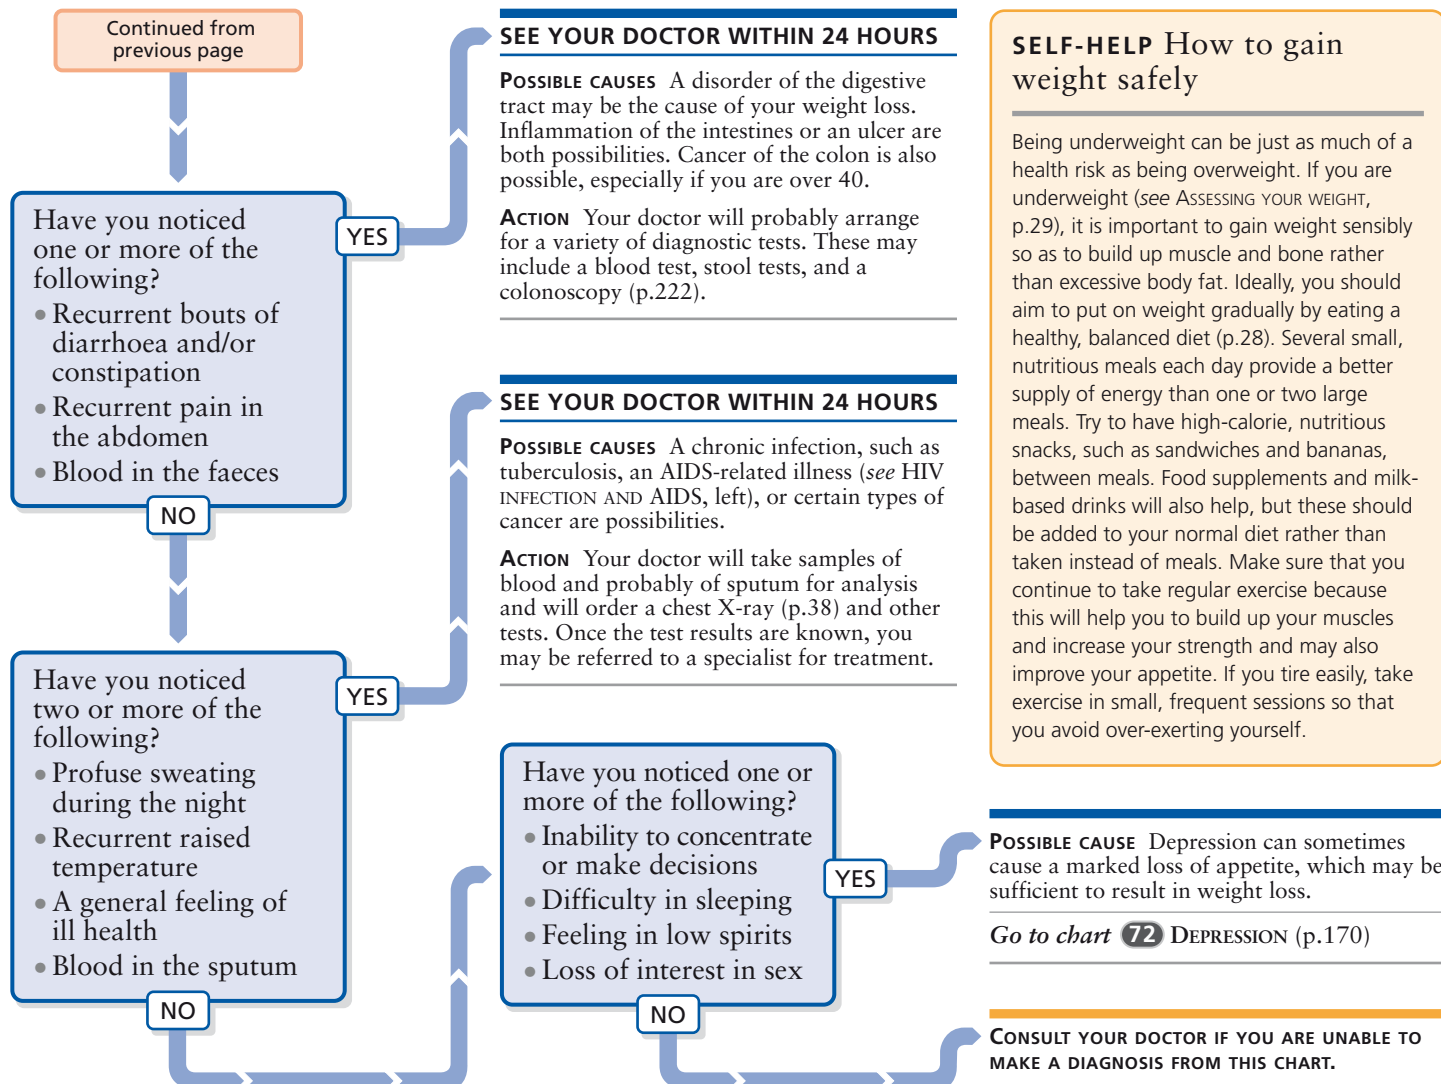 Continued from
previous page
Have you noticed
one or more of the
following?
• Recurrent bouts of
diarrhoea and/or
constipation
• Recurrent pain in
the abdomen
• Blood in the faeces
YES
NO
SEE YOUR DOCTOR WITHIN 24 HOURS
POSSIBLE CAUSES A disorder of the digestive
tract may be the cause of your weight loss.
Inflammation of the intestines or an ulcer are
both possibilities. Cancer of the colon is also
possible, especially if you are over 40.
ACTION Your doctor will probably arrange
for a variety of diagnostic tests. These may
include a blood test, stool tests, and a
colonoscopy (p.222).
Have you noticed
two or more of the
following?
• Profuse sweating
during the night
• Recurrent raised
temperature
• A general feeling of
ill health
• Blood in the sputum
YES
NO
SEE YOUR DOCTOR WITHIN 24 HOURS
POSSIBLE CAUSES A chronic infection, such as
tuberculosis, an AIDS-related illness (see HIV
INFECTION AND AIDS, left), or certain types of
cancer are possibilities.
ACTION Your doctor will take samples of
blood and probably of sputum for analysis
and will order a chest X-ray (p.38) and other
tests. Once the test results are known, you
may be referred to a specialist for treatment.
Have you noticed one or
more of the following?
• Inability to concentrate
or make decisions
• Difficulty in sleeping
• Feeling in low spirits
• Loss of interest in sex
YES
NO
SELF-HELP How to gain
weight safely
Being underweight can be just as much of a
health risk as being overweight. If you are
underweight (see ASSESSING YOUR WEIGHT,
p.29), it is important to gain weight sensibly
so as to build up muscle and bone rather
than excessive body fat. Ideally, you should
aim to put on weight gradually by eating a
healthy, balanced diet (p.28). Several small,
nutritious meals each day provide a better
supply of energy than one or two large
meals. Try to have high-calorie, nutritious
snacks, such as sandwiches and bananas,
between meals. Food supplements and milk-
based drinks will also help, but these should
be added to your normal diet rather than
taken instead of meals. Make sure that you
continue to take regular exercise because
this will help you to build up your muscles
and increase your strength and may also
improve your appetite. If you tire easily, take
exercise in small, frequent sessions so that
you avoid over-exerting yourself.
POSSIBLE CAUSE Depression can sometimes
cause a marked loss of appetite, which may be
sufficient to result in weight loss.
Go to chart 72 DEPRESSION (p.170)
CONSULT YOUR DOCTOR IF YOU ARE UNABLE TO
MAKE A DIAGNOSIS FROM THIS CHART.